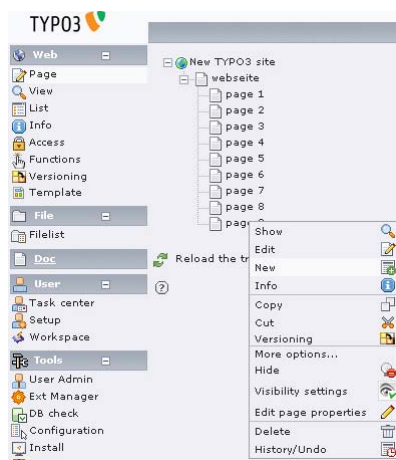 TYPO3
Web
Page
View
List
Info
Access
Functions
Versioning
Template
File
Filelist
Doc
User
Task center
Setup
Workspace
Tools
User Admin
Ext Manager
DB check
Configuration
Install
New TYPO3 site
webseite
page 1
page 2
page 3
page 4
page 5
page 6
page 7
page 8
Reload the
?
Show
Edit
New
Info
Copy
Cut
Versioning
More options...
Hide
Visibility settings
Edit page properties
Delete
History/Undo